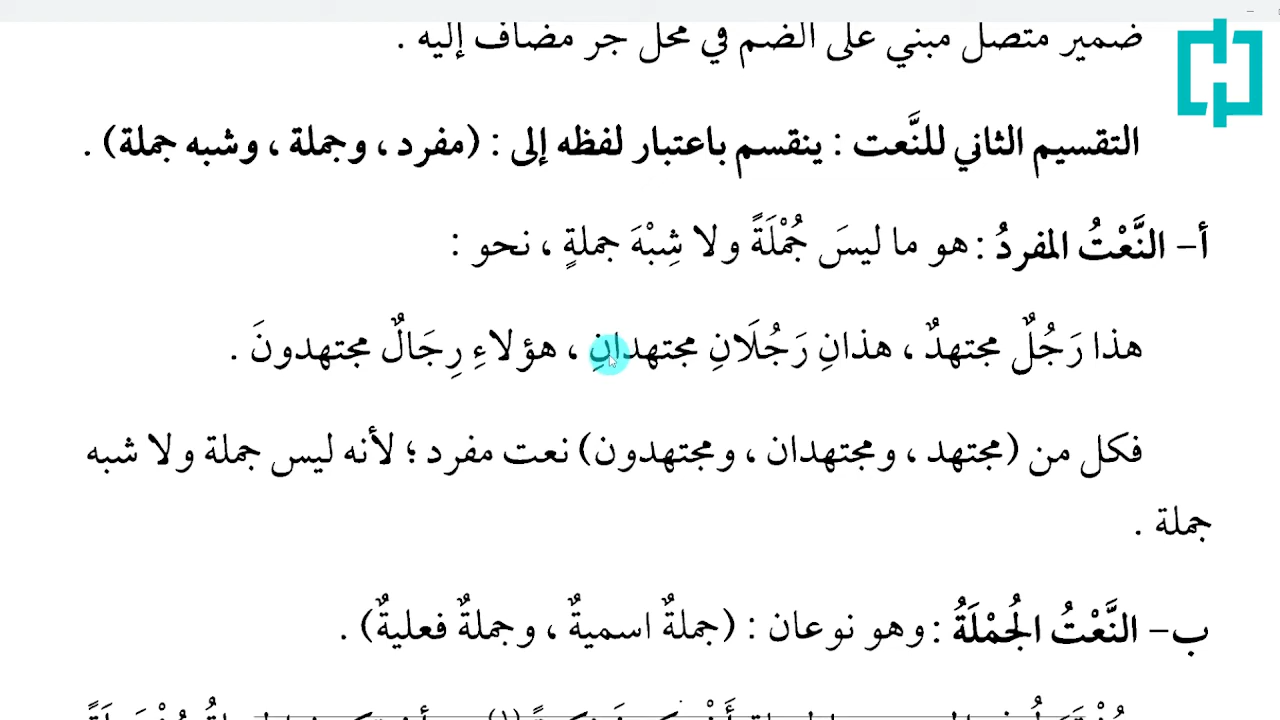 ضمير متصل مبني على الضم في محل جر مضاف إليه .
التقسيم الثاني للنَّعت : ينقسم باعتبار لفظه إلى : (مفرد ، وجملة ، وشبه جملة) .
أ- النَّعْتُ المفردُ : هو ما ليسَ جُمْلَةً ولا شِبْهَ جملةٍ ، نحو :
هذا رَجُلٌ مجتهدٌ ، هذانِ رَجُلَانِ مجتهدانِ ، هؤلاءِ رِجَالٌ مجتهدونَ .
فكل من (مجتهد ، ومجتهدان ، ومجتهدون) نعت مفرد ؛ لأنه ليس جملة ولا شبه
جملة .
ب- النَّعْتُ الجُمْلَةُ : وهو نوعان : (جملةٌ اسميةٌ ، وجملةٌ فعليةٌ) .